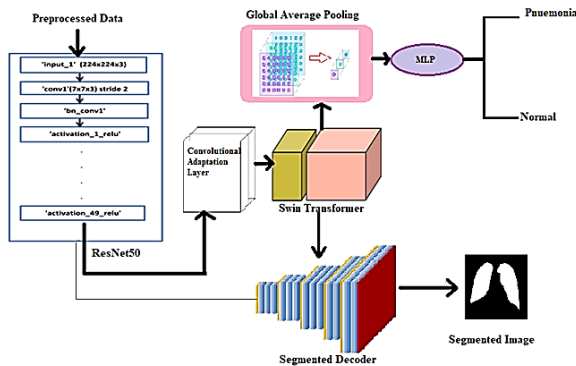 Preprocessed Data
'input_1' (224x224x3)
'conv1'(7x7x3) stride 2
'bn_conv1'
'activation_1_relu'
.
.
.
.
'activation_49_relu'
ResNet50
Convolutional
Adaptation
Layer
Global Average Pooling
Swin Transformer
MLP
Pnuemonia
Normal
Segmented Decoder
Segmented Image